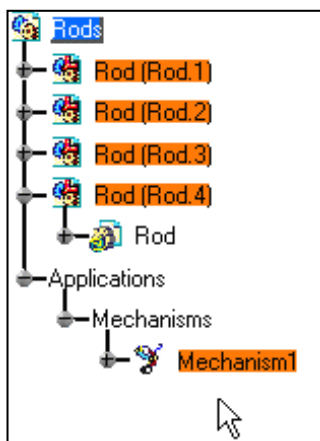 Rods
Rod (Rod.1)
Rod (Rod.2)
Rod (Rod.3)
Rod (Rod.4)
Rod
Applications
Mechanisms
Mechanism1